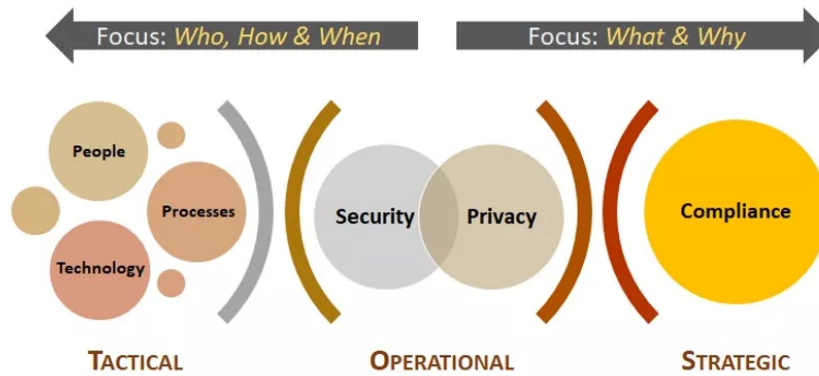 Focus: Who, How & When
Focus: What & Why
People
Processes
Technology
Security
Privacy
Compliance
TACTICAL
OPERATIONAL
STRATEGIC